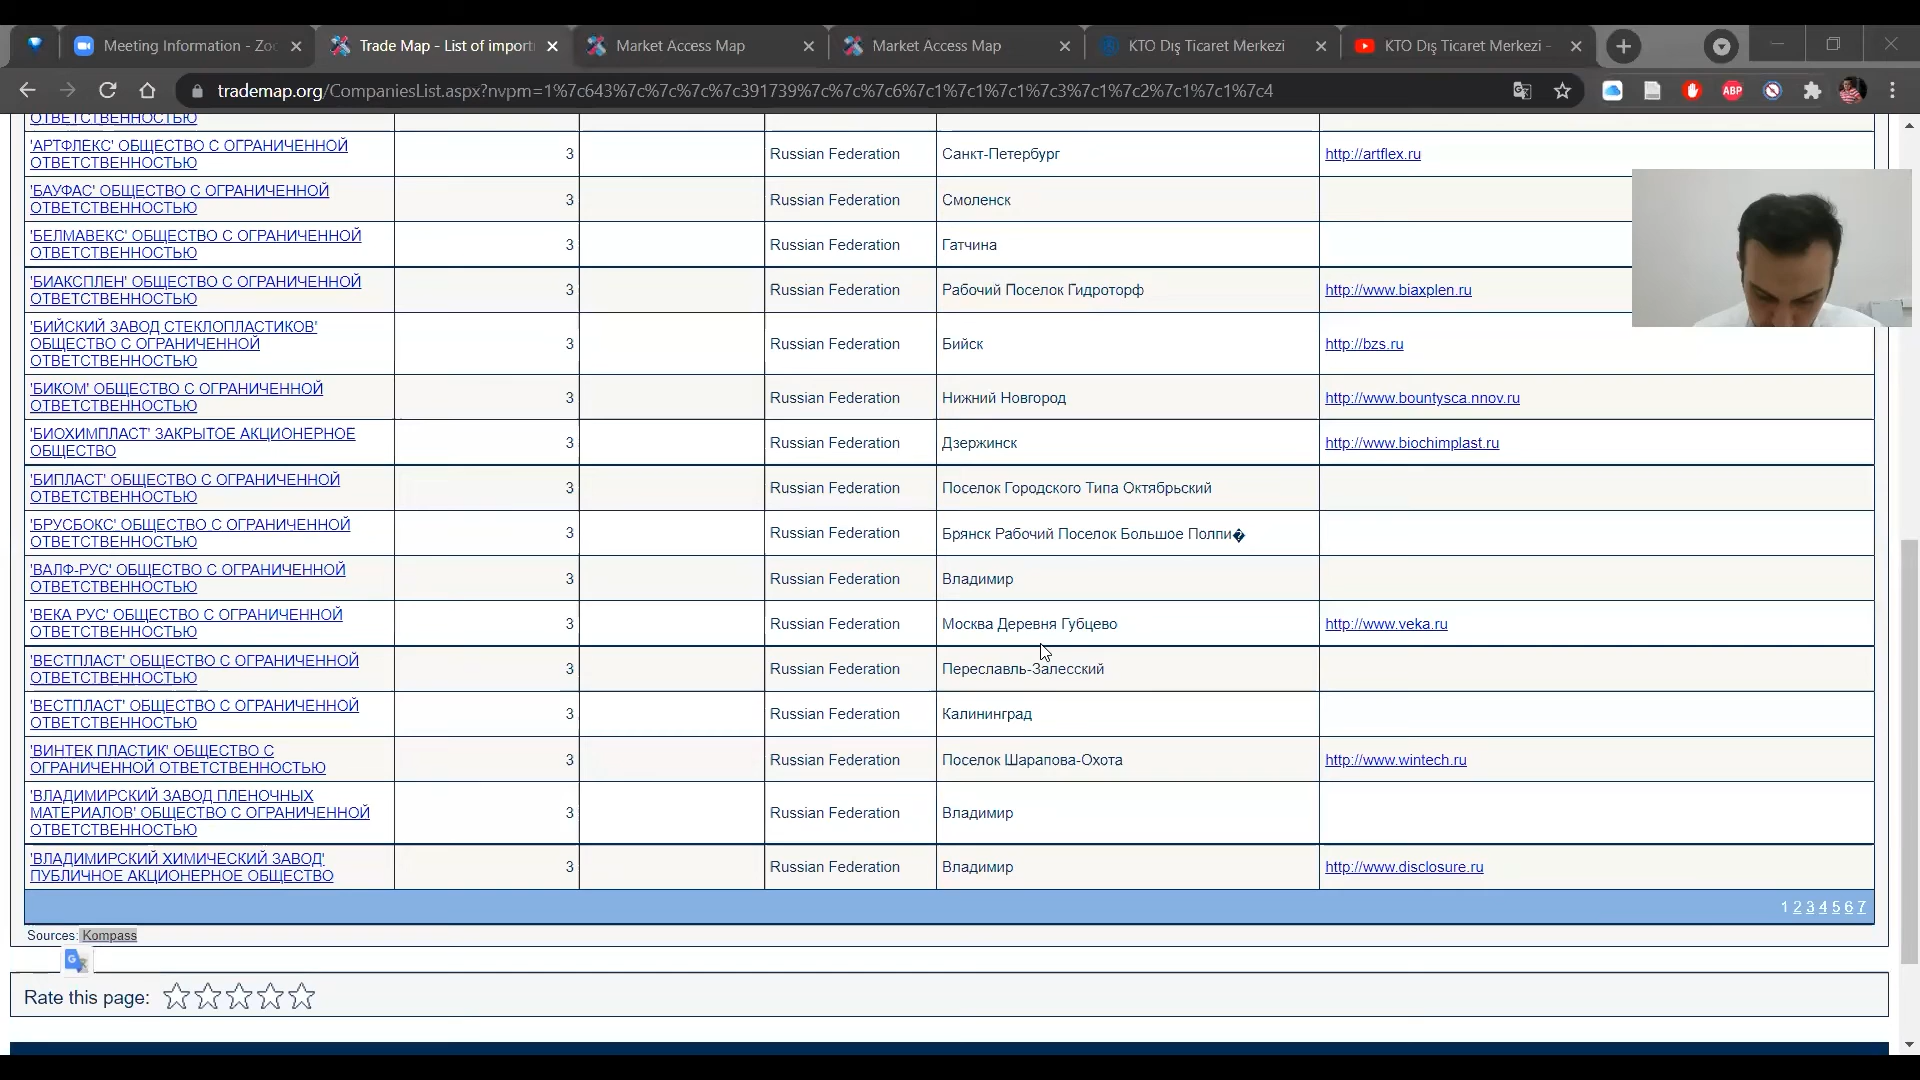 Meeting Information - Zoo
Trade Map - List of import
Market Access Map
Market Access Map
KTO Dış Ticaret Merkezi
KTO Dış Ticaret Merkezi -
trademap.org/CompaniesList.aspx?nvpm=1%7c643%7c%7c%7c%7c391739%7c%7c%7c6%7c1%7c1%7c1%7c3%7c1%7c2%7c1%7c1%7c4
ABP
ОТВЕТСТВЕННОСТЬЮ
'АРТФЛЕКС' ОБЩЕСТВО С ОГРАНИЧЕННОЙ
ОТВЕТСТВЕННОСТЬЮ
3
Russian Federation
Санкт-Петербург
http://artflex.ru
'БАУФАС' ОБЩЕСТВО С ОГРАНИЧЕННОЙ
ОТВЕТСТВЕННОСТЬЮ
3
Russian Federation
Смоленск
'БЕЛМАВЕКС' ОБЩЕСТВО С ОГРАНИЧЕННОЙ
ОТВЕТСТВЕННОСТЬЮ
3
Russian Federation
Гатчина
'БИАКСПЛЕН' ОБЩЕСТВО С ОГРАНИЧЕННОЙ
ОТВЕТСТВЕННОСТЬЮ
3
Russian Federation
Рабочий Поселок Гидроторф
http://www.biaxplen.ru
'БИЙСКИЙ ЗАВОД СТЕКЛОПЛАСТИКОВ'
ОБЩЕСТВО С ОГРАНИЧЕННОЙ
ОТВЕТСТВЕННОСТЬЮ
3
Russian Federation
Бийск
http://bzs.ru
'БИКОМ' ОБЩЕСТВО С ОГРАНИЧЕННОЙ
ОТВЕТСТВЕННОСТЬЮ
3
Russian Federation
Нижний Новгород
http://www.bountysca.nnov.ru
'БИОХИМПЛАСТ' ЗАКРЫТОЕ АКЦИОНЕРНОЕ
ОБЩЕСТВО
3
Russian Federation
Дзержинск
http://www.biochimplast.ru
'БИПЛАСТ' ОБЩЕСТВО С ОГРАНИЧЕННОЙ
ОТВЕТСТВЕННОСТЬЮ
3
Russian Federation
Поселок Городского Типа Октябрьский
'БРУСБОКС' ОБЩЕСТВО С ОГРАНИЧЕННОЙ
ОТВЕТСТВЕННОСТЬЮ
3
Russian Federation
Брянск Рабочий Поселок Большое Полпи�
'ВАЛФ-РУС' ОБЩЕСТВО С ОГРАНИЧЕННОЙ
ОТВЕТСТВЕННОСТЬЮ
3
Russian Federation
Владимир
'ВЕКА РУС' ОБЩЕСТВО С ОГРАНИЧЕННОЙ
ОТВЕТСТВЕННОСТЬЮ
3
Russian Federation
Москва Деревня Губцево
http://www.veka.ru
'ВЕСТПЛАСТ' ОБЩЕСТВО С ОГРАНИЧЕННОЙ
ОТВЕТСТВЕННОСТЬЮ
3
Russian Federation
Переславль-Залесский
'ВЕСТПЛАСТ' ОБЩЕСТВО С ОГРАНИЧЕННОЙ
ОТВЕТСТВЕННОСТЬЮ
3
Russian Federation
Калининград
'ВИНТЕК ПЛАСТИК' ОБЩЕСТВО С
ОГРАНИЧЕННОЙ ОТВЕТСТВЕННОСТЬЮ
3
Russian Federation
Поселок Шарапова-Охота
http://www.wintech.ru
'ВЛАДИМИРСКИЙ ЗАВОД ПЛЕНОЧНЫХ
МАТЕРИАЛОВ' ОБЩЕСТВО С ОГРАНИЧЕННОЙ
ОТВЕТСТВЕННОСТЬЮ
3
Russian Federation
Владимир
'ВЛАДИМИРСКИЙ ХИМИЧЕСКИЙ ЗАВОД'
ПУБЛИЧНОЕ АКЦИОНЕРНОЕ ОБЩЕСТВО
3
Russian Federation
Владимир
http://www.disclosure.ru
1 2 3 4 5 6 7
Sources: Kompass
Rate this page: